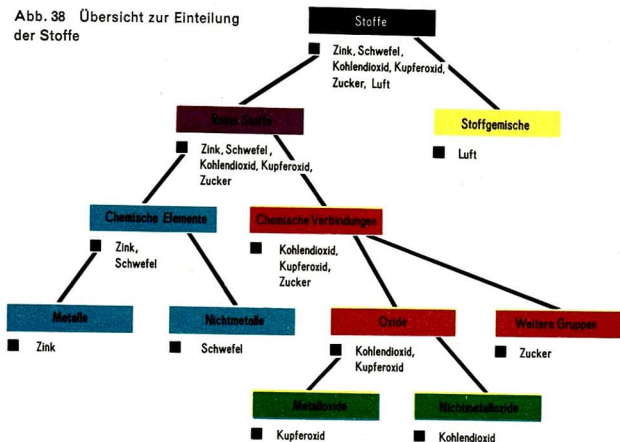 Abb. 38 Übersicht zur Einteilung
der Stoffe
Stoffe
Zink, Schwefel,
Kohlendioxid, Kupferoxid,
Zucker, Luft
Reine Stoffe
Stoffgemische
Zink, Schwefel,
Kohlendioxid, Kupferoxid,
Zucker
Luft
Chemische Elemente
Chemische Verbindungen
Zink,
Schwefel
Kohlendioxid,
Kupferoxid,
Zucker
Metalle
Nichtmetalle
Oxide
Weitere Gruppen
Zink
Schwefel
Kohlendioxid,
Kupferoxid
Zucker
Metalloxide
Nichtmetalloxide
Kupferoxid
Kohlendioxid